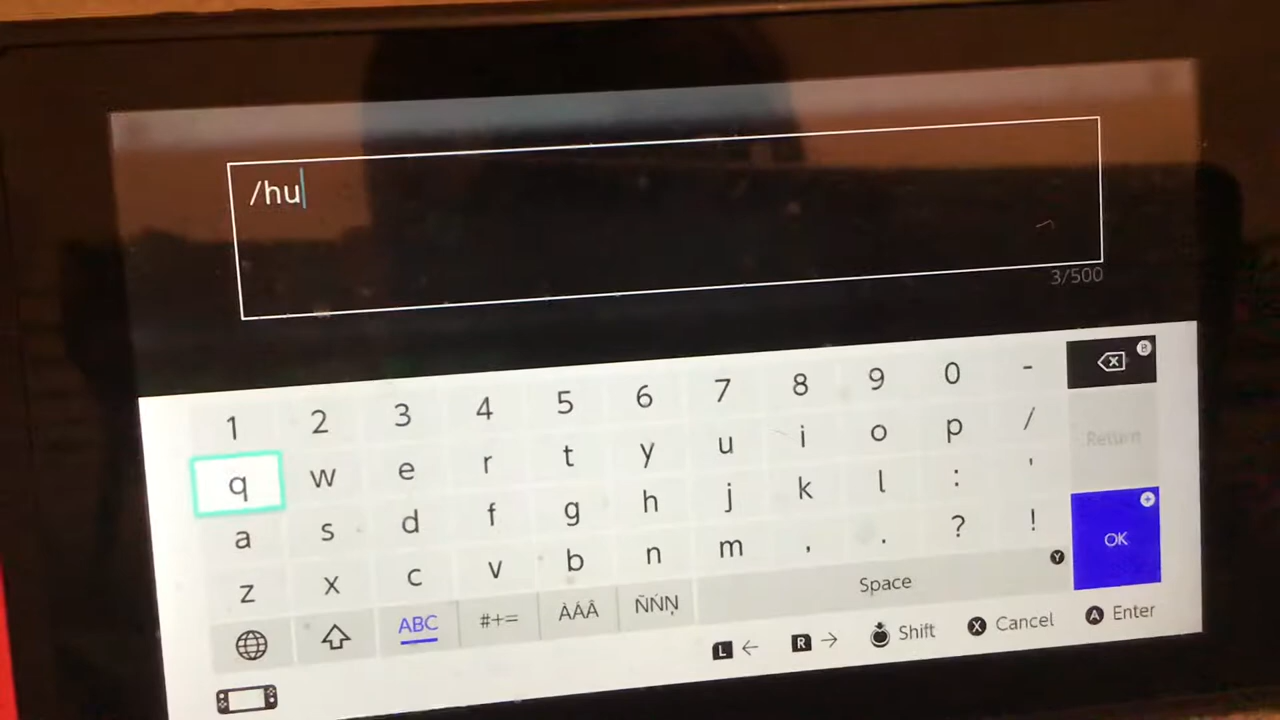 /hu
3/500
1 2 3 4 5 6 7 8 9 0 -
q w e r t y u i o p /
Return
a s d f g h j k l : '
z x c v b n m , . ? !
OK
ABC #+= ÀÁÂ ÑŃŅ Space
L ← R → Shift X Cancel A Enter
B
+
Y